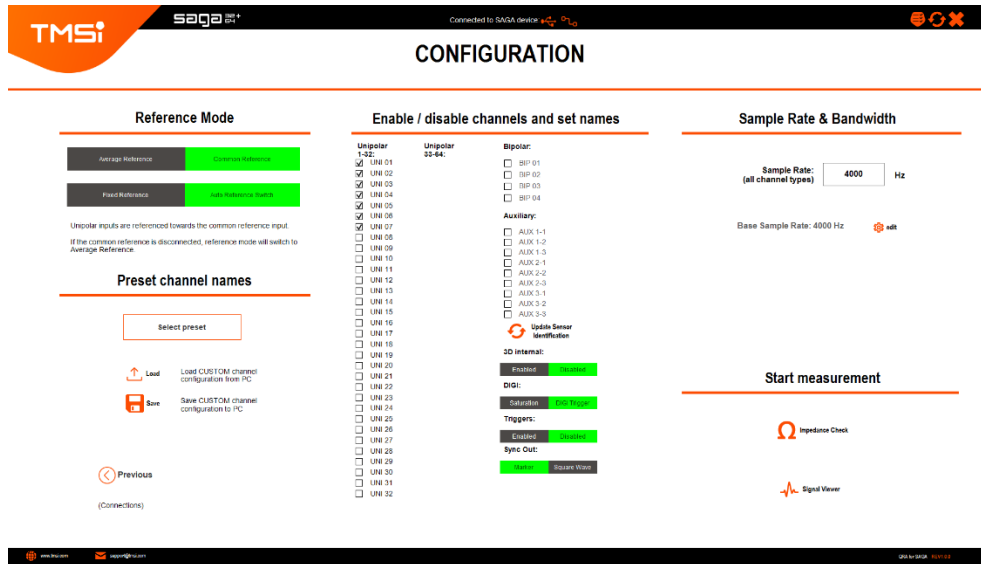 TMSi
saga 32+ 64
Connected to SAGA device:
CONFIGURATION
Reference Mode
Average Reference
Common Reference
Fixed Reference
Auto Reference Switch
Unipolar inputs are referenced towards the common reference input.
If the common reference is disconnected, reference mode will switch to
Average Reference.
Preset channel names
Select preset
Load
Load CUSTOM channel
configuration from PC
Save
Save CUSTOM channel
configuration to PC
Previous
(Connections)
Enable / disable channels and set names
Unipolar
1-32:
UNI 01
UNI 02
UNI 03
UNI 04
UNI 05
UNI 06
UNI 07
UNI 08
UNI 09
UNI 10
UNI 11
UNI 12
UNI 13
UNI 14
UNI 15
UNI 16
UNI 17
UNI 18
UNI 19
UNI 20
UNI 21
UNI 22
UNI 23
UNI 24
UNI 25
UNI 26
UNI 27
UNI 28
UNI 29
UNI 30
UNI 31
UNI 32
Unipolar
33-64:
Bipolar:
BIP 01
BIP 02
BIP 03
BIP 04
Auxiliary:
AUX 1-1
AUX 1-2
AUX 1-3
AUX 2-1
AUX 2-2
AUX 2-3
AUX 3-1
AUX 3-2
AUX 3-3
Update Sensor
Identification
3D internal:
Enabled
Disabled
DIGI:
Saturation
DIGI Trigger
Triggers:
Enabled
Disabled
Sync Out:
Marker
Square Wave
Sample Rate & Bandwidth
Sample Rate:
(all channel types)
4000
Hz
Base Sample Rate: 4000 Hz
edit
Start measurement
Impedance Check
Signal Viewer
www.tmsi.com
support@tmsi.com
QRA for SAGA